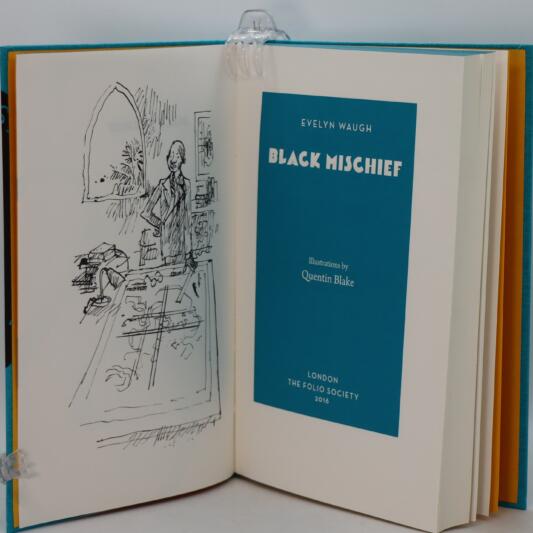 EVELYN WAUGH
BLACK MISCHIEF
Illustrations by
Quentin Blake
LONDON
THE FOLIO SOCIETY
2016